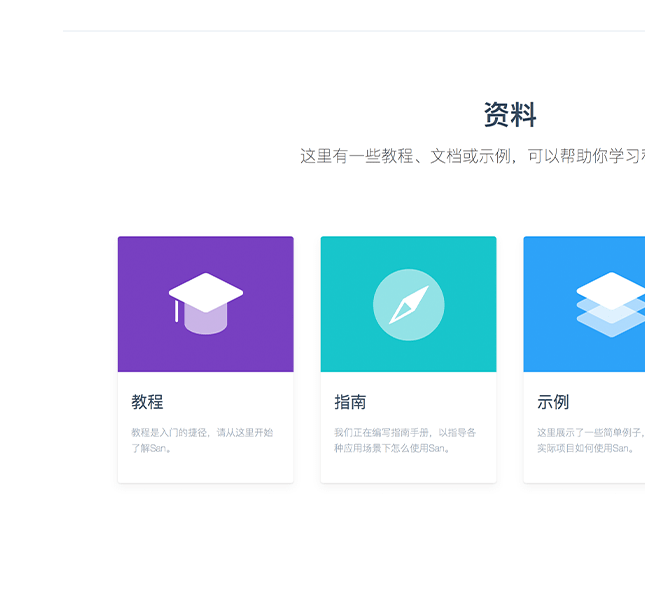 资料
这里有一些教程、文档或示例，可以帮助你学习
教程
教程是入门的捷径，请从这里开始
了解San。
指南
我们正在编写指南手册，以指导各
种应用场景下怎么使用San。
示例
这里展示了一些简单例子，
实际项目如何使用San。